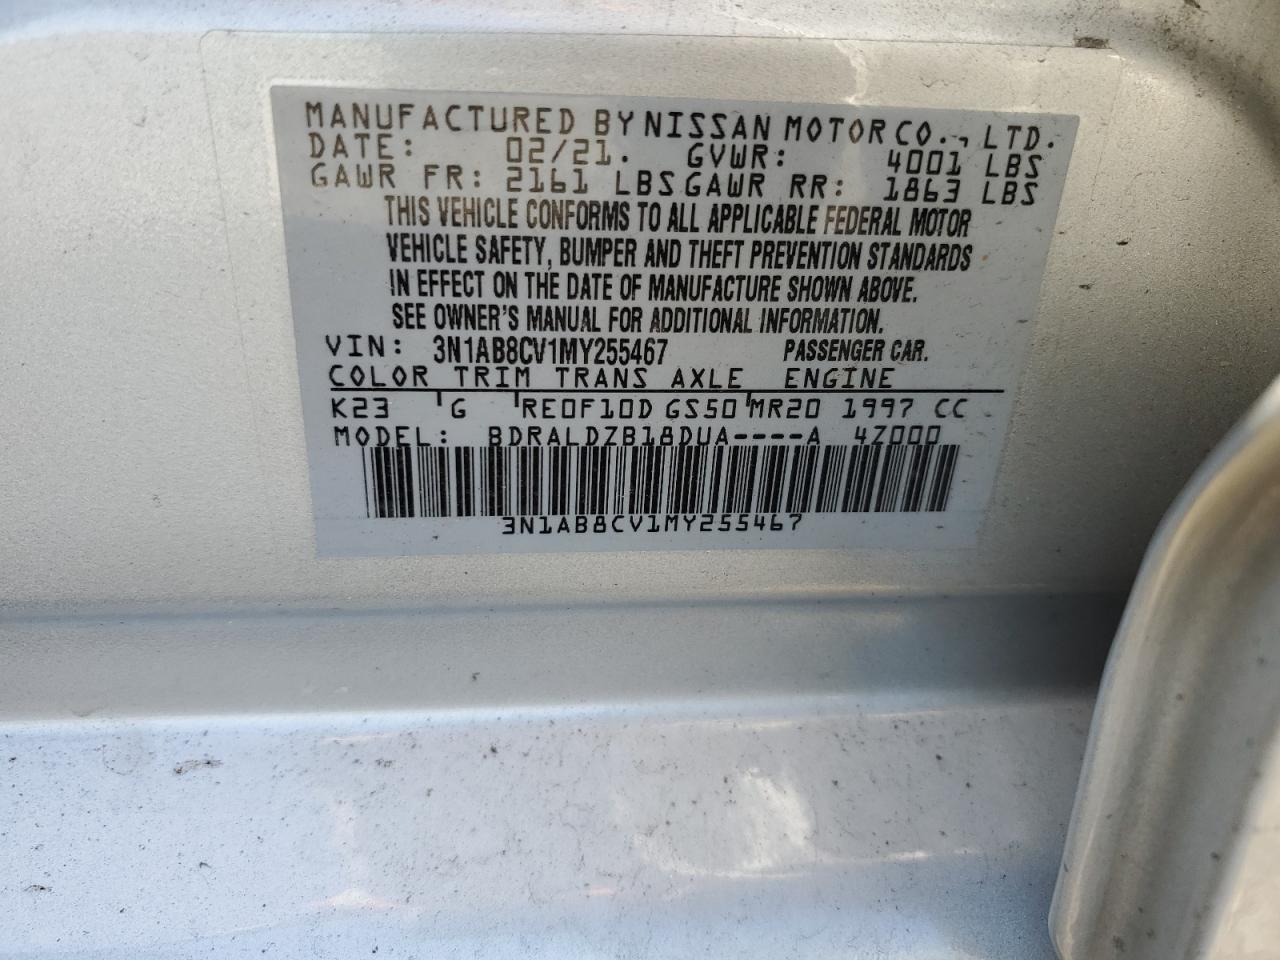 MANUFACTURED BY NISSAN MOTOR CO., LTD.
DATE: 02/21. GVWR: 4001 LBS
GAWR FR: 2161 LBS GAWR RR: 1863 LBS
THIS VEHICLE CONFORMS TO ALL APPLICABLE FEDERAL MOTOR
VEHICLE SAFETY, BUMPER AND THEFT PREVENTION STANDARDS
IN EFFECT ON THE DATE OF MANUFACTURE SHOWN ABOVE.
SEE OWNER'S MANUAL FOR ADDITIONAL INFORMATION.
VIN: 3N1AB8CV1MY255467 PASSENGER CAR.
COLOR TRIM TRANS AXLE ENGINE
K23 G RE0F10D GS50 MR20 1997 CC
MODEL: BDRALDZB18DUA----A 4Z000
3N1AB8CV1MY255467